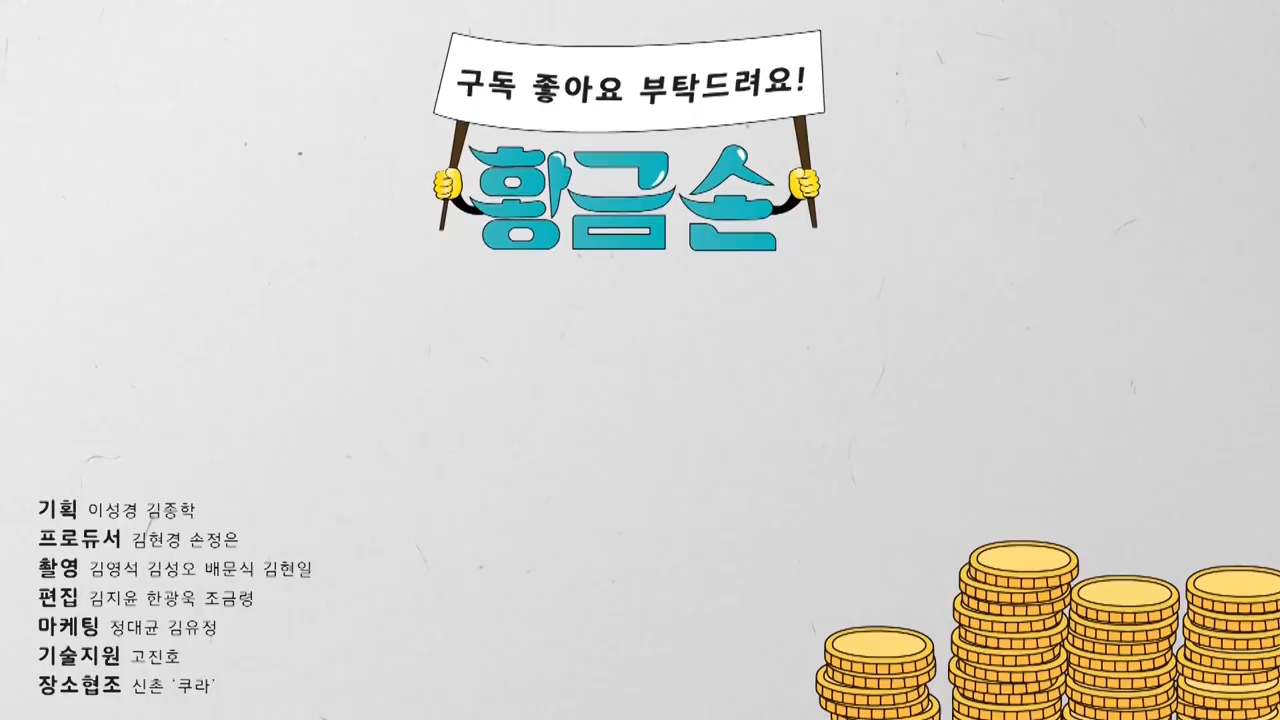 구독 좋아요 부탁드려요!
황금손
기획 이성경 김종학
프로듀서 김현경 손정은
촬영 김영석 김성오 배문식 김현일
편집 김지윤 한광욱 조금령
마케팅 정대균 김유정
기술지원 고진호
장소협조 신촌 '쿠라'